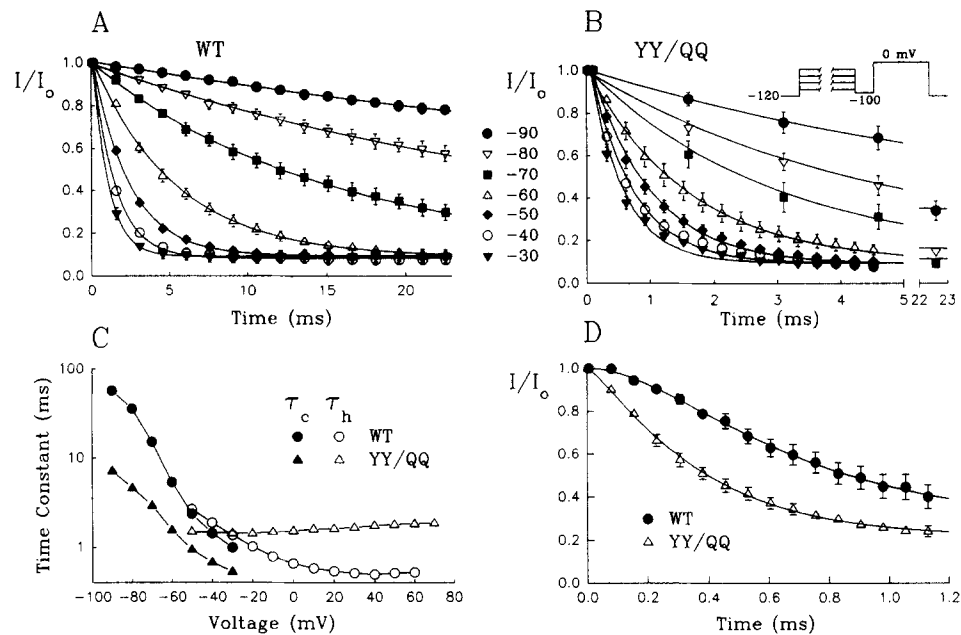 A
WT
I/Io
1.0
0.8
0.6
0.4
0.2
0.0
0
5
10
15
20
Time (ms)
-90
-80
-70
-60
-50
-40
-30
B
YY/QQ
0 mV
-120
-100
I/Io
1.0
0.8
0.6
0.4
0.2
0.0
0
1
2
3
4
5
22
23
Time (ms)
C
Time Constant (ms)
100
10
1
τc τh
WT
YY/QQ
-100 -80 -60 -40 -20 0 20 40 60 80
Voltage (mV)
D
I/Io
1.0
0.8
0.6
0.4
0.2
0.0
WT
YY/QQ
0.0 0.2 0.4 0.6 0.8 1.0 1.2
Time (ms)